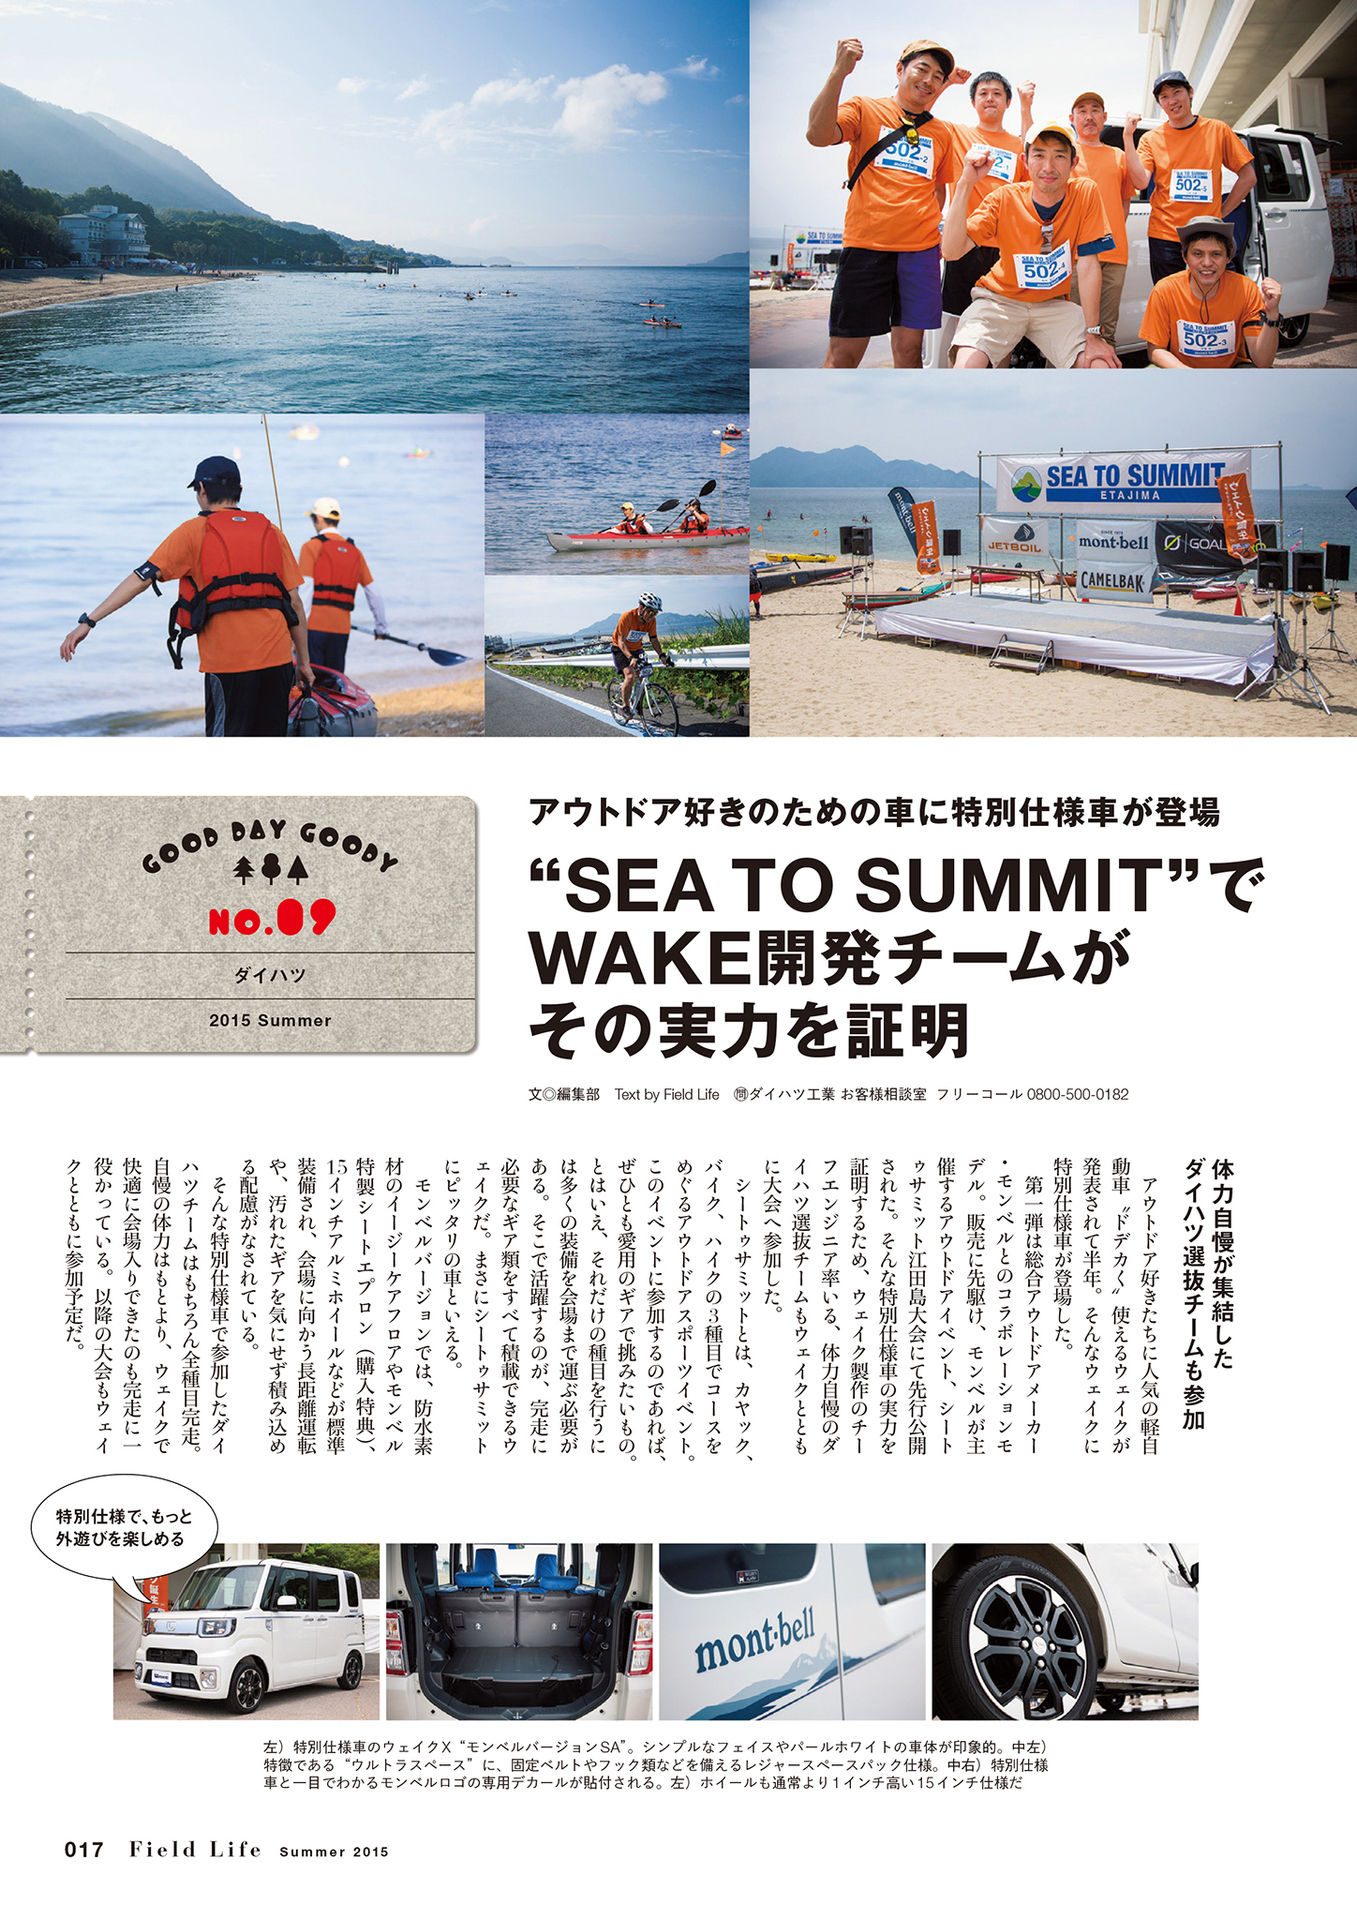 502-2
502-1
SEA TO SUMMIT
502-4
mont-bell
502-5
SEA TO SUMMIT
502-3
mont-bell
SEA TO SUMMIT
ETAJIMA
mont-bell
ウェイク誕生
ウェイク誕生
JETBOIL
SINCE 1975
mont-bell
GOAL
CAMELBAK
GOOD DAY GOODY
NO.09
ダイハツ
2015 Summer
アウトドア好きのための車に特別仕様車が登場
“SEA TO SUMMIT”で
WAKE開発チームが
その実力を証明
文◎編集部 Text by Field Life ㉄ダイハツ工業 お客様相談室 フリーコール 0800-500-0182
体力自慢が集結した
ダイハツ選抜チームも参加
アウトドア好きたちに人気の軽自
動車〝ドデカく〟使えるウェイクが
発表されて半年。そんなウェイクに
特別仕様車が登場した。
第一弾は総合アウトドアメーカー
・モンベルとのコラボレーションモ
デル。販売に先駆け、モンベルが主
催するアウトドアイベント、シート
ゥサミット江田島大会にて先行公開
された。そんな特別仕様車の実力を
証明するため、ウェイク製作のチー
フエンジニア率いる、体力自慢のダ
イハツ選抜チームもウェイクととも
に大会へ参加した。
シートゥサミットとは、カヤック、
バイク、ハイクの3種目でコースを
めぐるアウトドアスポーツイベント。
このイベントに参加するのであれば、
ぜひとも愛用のギアで挑みたいもの。
とはいえ、それだけの種目を行うに
は多くの装備を会場まで運ぶ必要が
ある。そこで活躍するのが、完走に
必要なギア類をすべて積載できるウ
ェイクだ。まさにシートゥサミット
にピッタリの車といえる。
モンベルバージョンでは、防水素
材のイージーケアフロアやモンベル
特製シートエプロン（購入特典）、
15インチアルミホイールなどが標準
装備され、会場に向かう長距離運転
や、汚れたギアを気にせず積み込め
る配慮がなされている。
そんな特別仕様車で参加したダイ
ハツチームはもちろん全種目完走。
自慢の体力はもとより、ウェイクで
快適に会場入りできたのも完走に一
役かっている。以降の大会もウェイ
クとともに参加予定だ。
特別仕様で、もっと
外遊びを楽しめる
mont-bell
左）特別仕様車のウェイクX“モンベルバージョンSA”。シンプルなフェイスやパールホワイトの車体が印象的。中左）
特徴である“ウルトラスペース”に、固定ベルトやフック類などを備えるレジャースペースパック仕様。中右）特別仕様
車と一目でわかるモンベルロゴの専用デカールが貼付される。左）ホイールも通常より1インチ高い15インチ仕様だ
017 Field Life Summer 2015